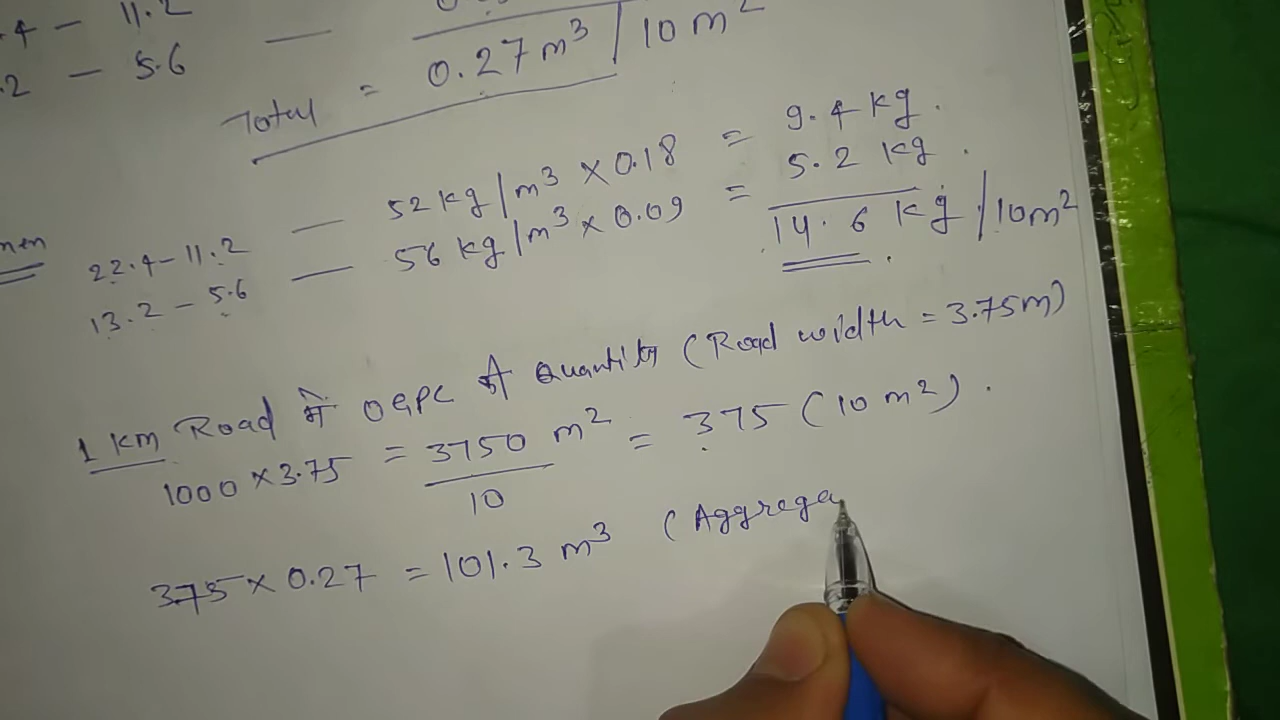 .4 - 11.2
.2 - 5.6 —
Total = 0.27 m³ / 10 m²
22.4 - 11.2 — 52 kg/m³ × 0.18 = 9.4 kg.
13.2 - 5.6 — 56 kg/m³ × 0.09 = 5.2 kg.
14.6 kg / 10m².
1 KM Road में OGPC की Quantity (Road width = 3.75m)
1000 × 3.75 = 3750 m² / 10 = 375 (10 m²).
375 × 0.27 = 101.3 m³ (Aggrega